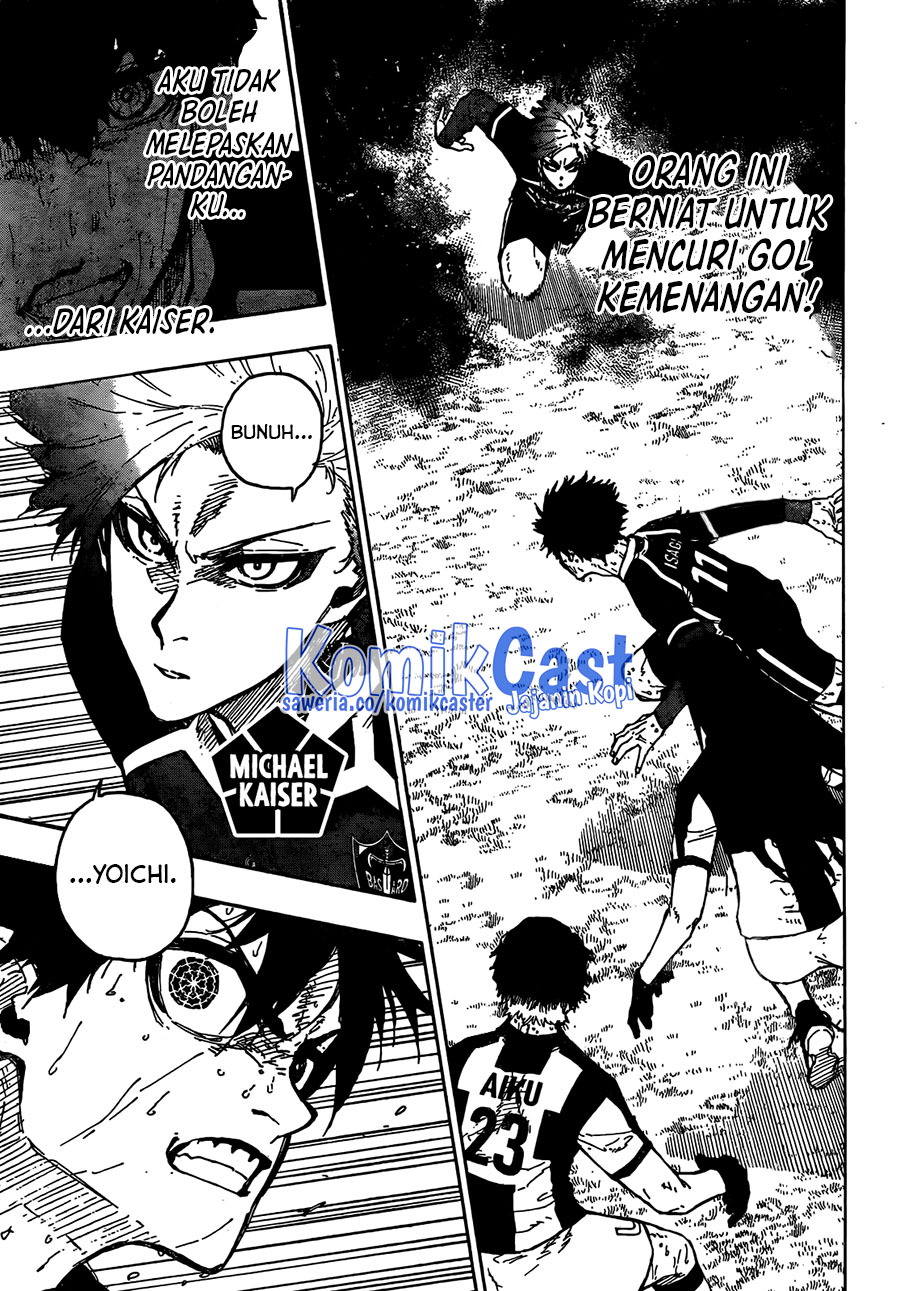 ORANG INI
BERNIAT UNTUK
MENCURI GOL
KEMENANGAN!
ISAGI
11
AIKU
23
AKU TIDAK
BOLEH
MELEPASKAN
PANDANGAN-
KU...
...DARI KAISER.
BUNUH...
MICHAEL
KAISER
...YOICHI.
KomikCast
saweria.co/komikcaster
Jajanin Kopi